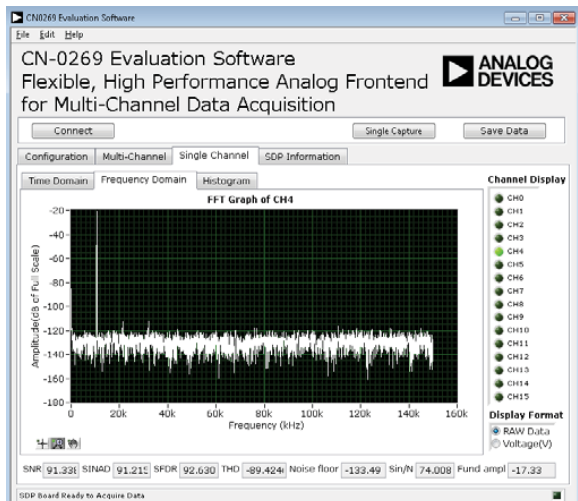 CN0269 Evaluation Software
File Edit Help
CN-0269 Evaluation Software
Flexible, High Performance Analog Frontend
for Multi-Channel Data Acquisition
ANALOG
DEVICES
Connect
Single Capture
Save Data
Configuration Multi-Channel Single Channel SDP Information
Time Domain Frequency Domain Histogram
FFT Graph of CH4
Amplitude(dB of Full Scale)
-20
-40
-60
-80
-100
-120
-140
-160
-180
0 20k 40k 60k 80k 100k 120k 140k 160k
Frequency (kHz)
Channel Display
CH0
CH1
CH2
CH3
CH4
CH5
CH6
CH7
CH8
CH9
CH10
CH11
CH12
CH13
CH14
CH15
Display Format
RAW Data
Voltage(V)
SNR 91.338 SINAD 91.215 SFDR 92.630 THD -89.424 Noise floor -133.49 Sin/N 74.008 Fund ampl -17.33
SDP Board Ready to Acquire Data